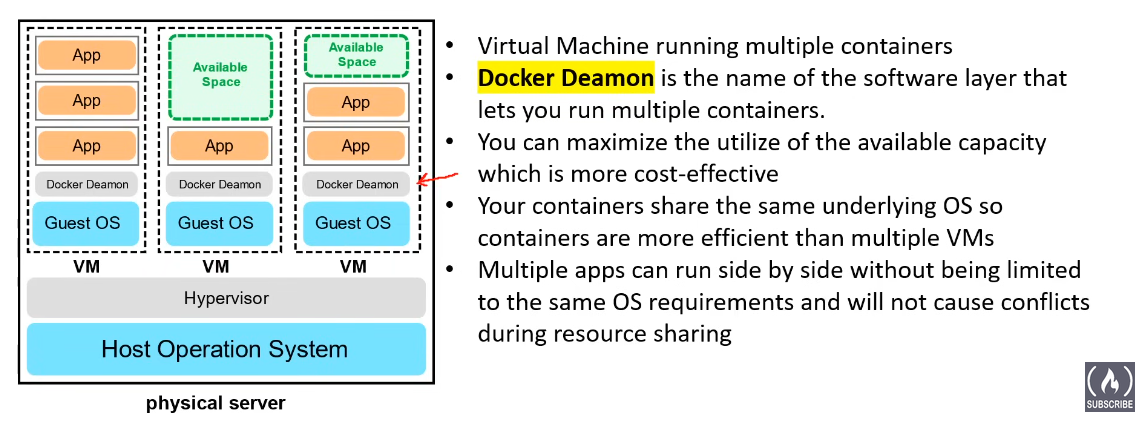 App
App
App
Docker Deamon
Guest OS
VM
Available
Space
App
Docker Deamon
Guest OS
VM
Available
Space
App
App
Docker Deamon
Guest OS
VM
Hypervisor
Host Operation System
physical server
• Virtual Machine running multiple containers
• Docker Deamon is the name of the software layer that
lets you run multiple containers.
• You can maximize the utilize of the available capacity
which is more cost-effective
• Your containers share the same underlying OS so
containers are more efficient than multiple VMs
• Multiple apps can run side by side without being limited
to the same OS requirements and will not cause conflicts
during resource sharing
SUBSCRIBE